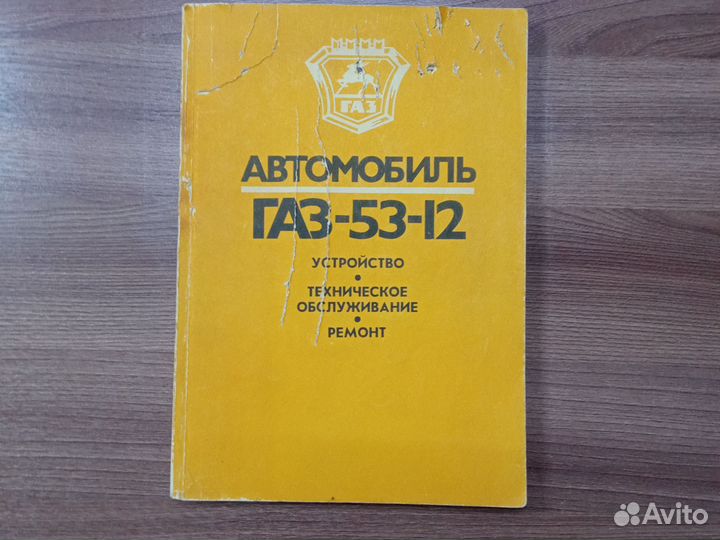 ГАЗ
АВТОМОБИЛЬ
ГАЗ-53-12
УСТРОЙСТВО
•
ТЕХНИЧЕСКОЕ
ОБСЛУЖИВАНИЕ
•
РЕМОНТ
Avito